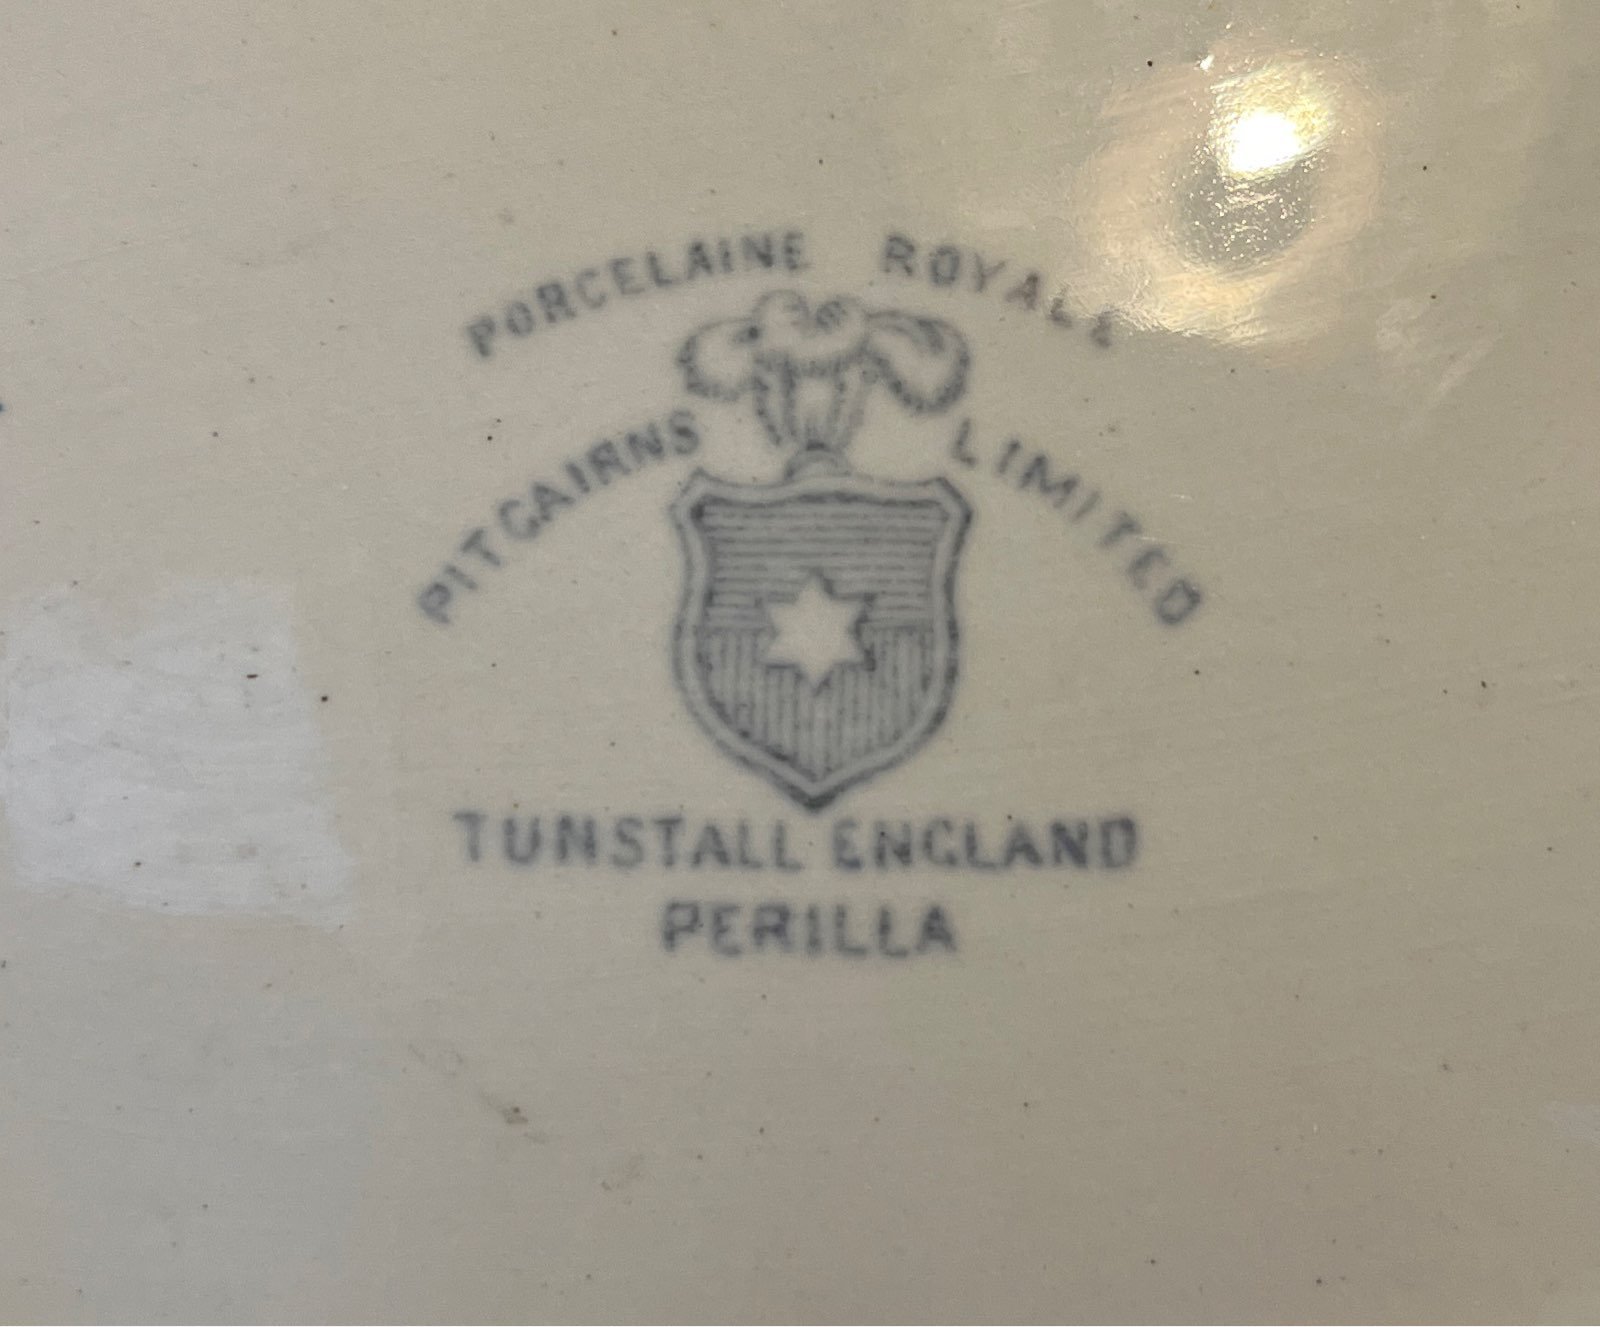 PORCELAINE ROYALE
PITCAIRNS LIMITED
TUNSTALL ENGLAND
PERILLA